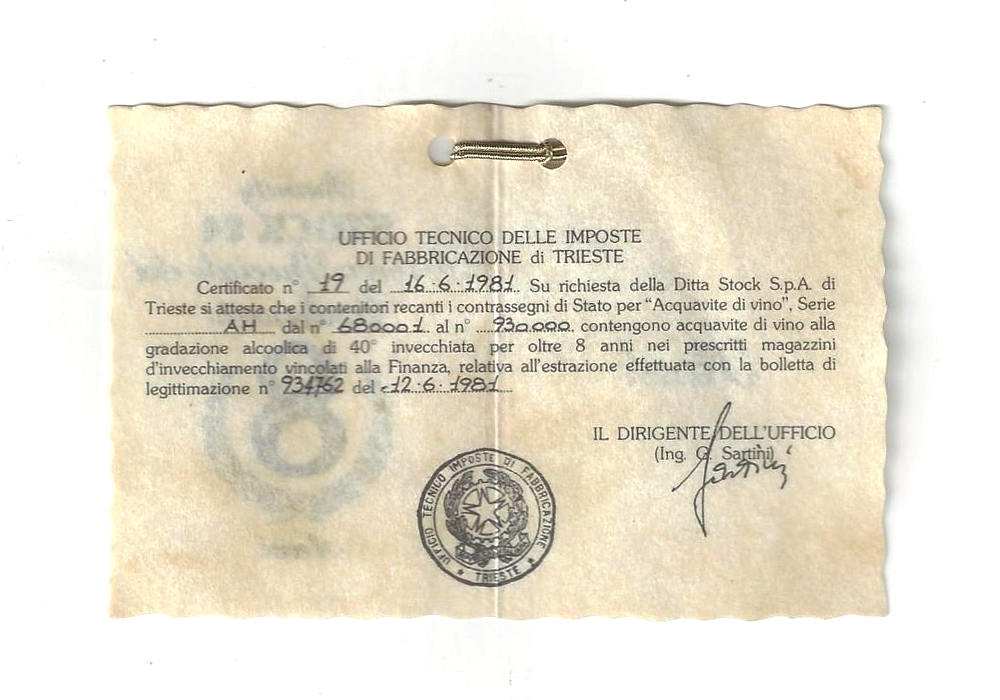 UFFICIO TECNICO DELLE IMPOSTE
DI FABBRICAZIONE di TRIESTE
Certificato n° 19 del 16.6.1981. Su richiesta della Ditta Stock S.p.A. di
Trieste si attesta che i contenitori recanti i contrassegni di Stato per "Acquavite di vino", Serie
AH dal n° 680001 al n° 930.000 contengono acquavite di vino alla
gradazione alcoolica di 40° invecchiata per oltre 8 anni nei prescritti magazzini
d'invecchiamento vincolati alla Finanza, relativa all'estrazione effettuata con la bolletta di
legittimazione n° 934762 del 12.6.1981
IL DIRIGENTE DELL'UFFICIO
(Ing. G. Sartini)
Sartini
UFFICIO TECNICO IMPOSTE DI FABBRICAZIONE
★ TRIESTE ★